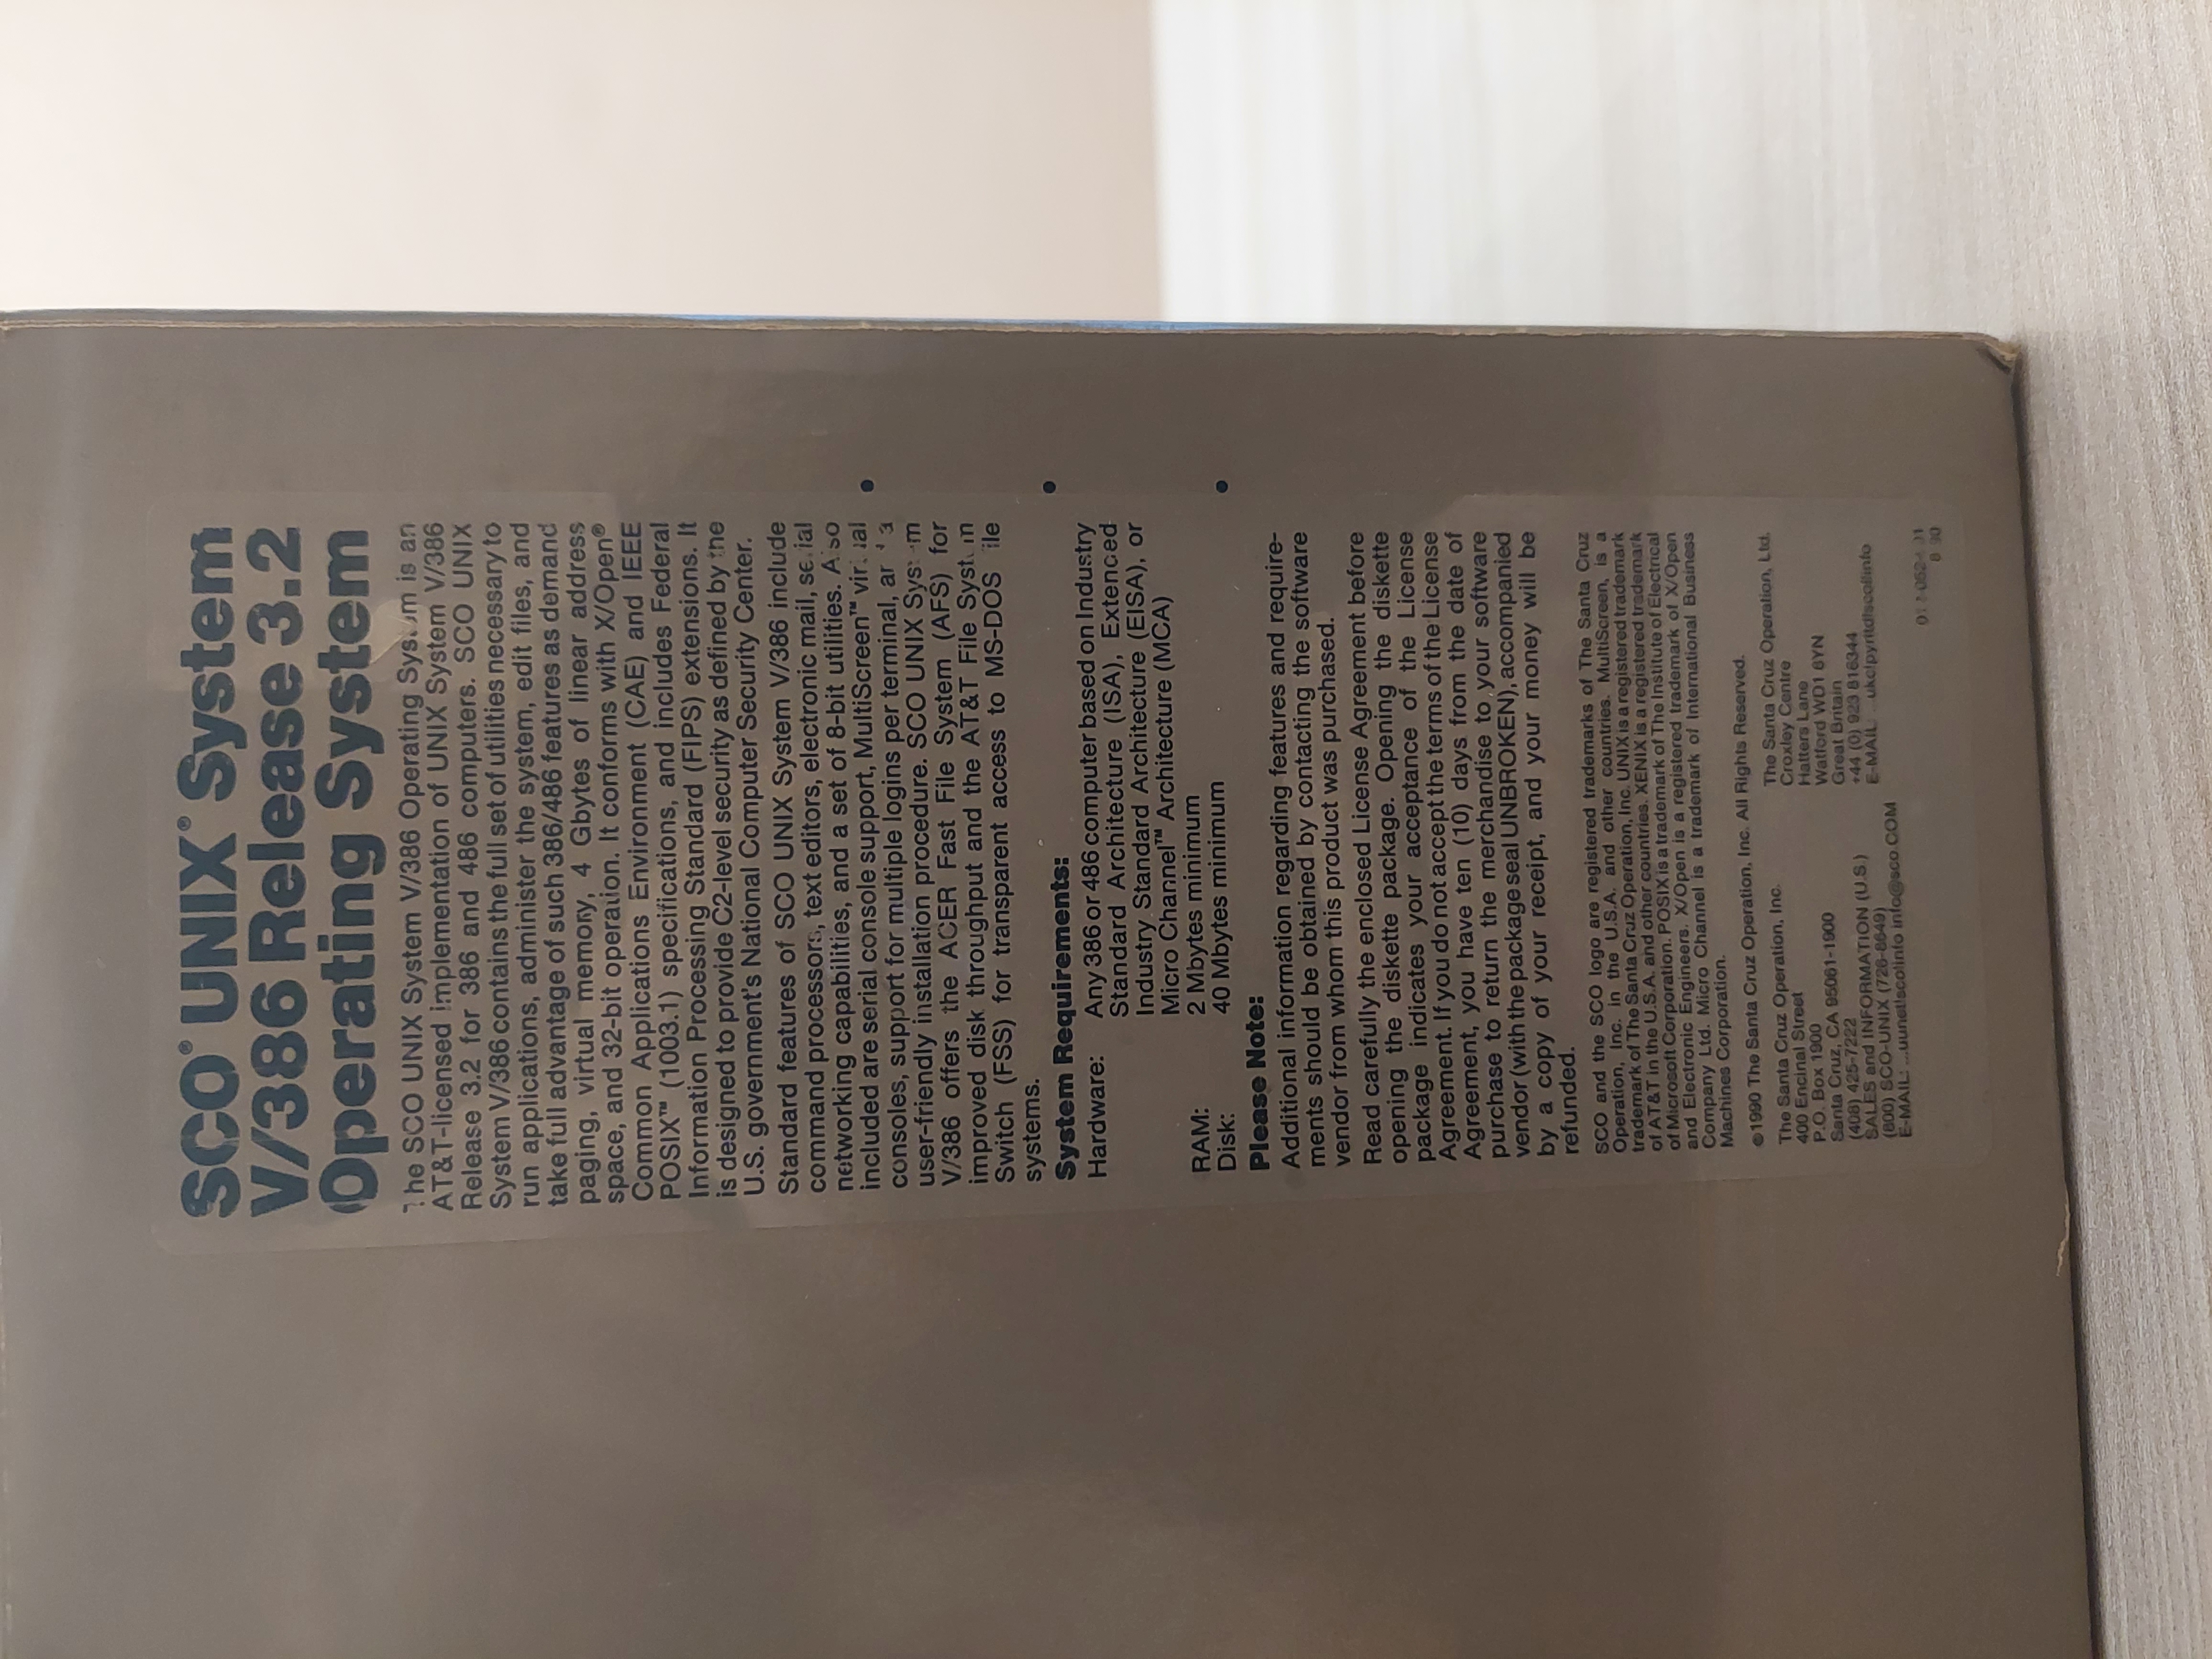 SCO® UNIX® System
V/386 Release 3.2
Operating System
The SCO UNIX System V/386 Operating System is an
AT&T-licensed implementation of UNIX System V/386
Release 3.2 for 386 and 486 computers. SCO UNIX
System V/386 contains the full set of utilities necessary to
run applications, administer the system, edit files, and
take full advantage of such 386/486 features as demand
paging, virtual memory, 4 Gbytes of linear address
space, and 32-bit operation. It conforms with X/Open®
Common Applications Environment (CAE) and IEEE
POSIX™ (1003.1) specifications, and includes Federal
Information Processing Standard (FIPS) extensions. It
is designed to provide C2-level security as defined by the
U.S. government's National Computer Security Center.
Standard features of SCO UNIX System V/386 include
command processors, text editors, electronic mail, serial
networking capabilities, and a set of 8-bit utilities. Also
included are serial console support, MultiScreen™ virtual
consoles, support for multiple logins per terminal, and a
user-friendly installation procedure. SCO UNIX System
V/386 offers the ACER Fast File System (AFS) for
improved disk throughput and the AT&T File System
Switch (FSS) for transparent access to MS-DOS file
systems.
System Requirements:
Hardware: Any 386 or 486 computer based on Industry
Standard Architecture (ISA), Extenced
Industry Standard Architecture (EISA), or
Micro Channel™ Architecture (MCA)
RAM: 2 Mbytes minimum
Disk: 40 Mbytes minimum
Please Note:
Additional information regarding features and require-
ments should be obtained by contacting the software
vendor from whom this product was purchased.
Read carefully the enclosed License Agreement before
opening the diskette package. Opening the diskette
package indicates your acceptance of the License
Agreement. If you do not accept the terms of the License
Agreement, you have ten (10) days from the date of
purchase to return the merchandise to your software
vendor (with the package seal UNBROKEN), accompanied
by a copy of your receipt, and your money will be
refunded.
SCO and the SCO logo are registered trademarks of The Santa Cruz
Operation, Inc. in the U.S.A. and other countries. MultiScreen, is a
trademark of The Santa Cruz Operation, Inc. UNIX is a registered trademark
of AT&T in the U.S.A. and other countries. XENIX is a registered trademark
of Microsoft Corporation. POSIX is a trademark of The Institute of Electrical
and Electronic Engineers. X/Open is a registered trademark of X/Open
Company Ltd. Micro Channel is a trademark of International Business
Machines Corporation.
©1990 The Santa Cruz Operation, Inc. All Rights Reserved.
The Santa Cruz Operation, Inc.
400 Encinal Street
P.O. Box 1900
Santa Cruz, CA 95061-1900
(408) 425-7222
SALES and INFORMATION (U.S.)
(800) SCO-UNIX (726-8649)
E-MAIL: ...uunet!scolinfo info@sco.COM
The Santa Cruz Operation, Ltd.
Croxley Centre
Hatters Lane
Watford WD1 8YN
Great Britain
+44 (0) 923 816344
E-MAIL: